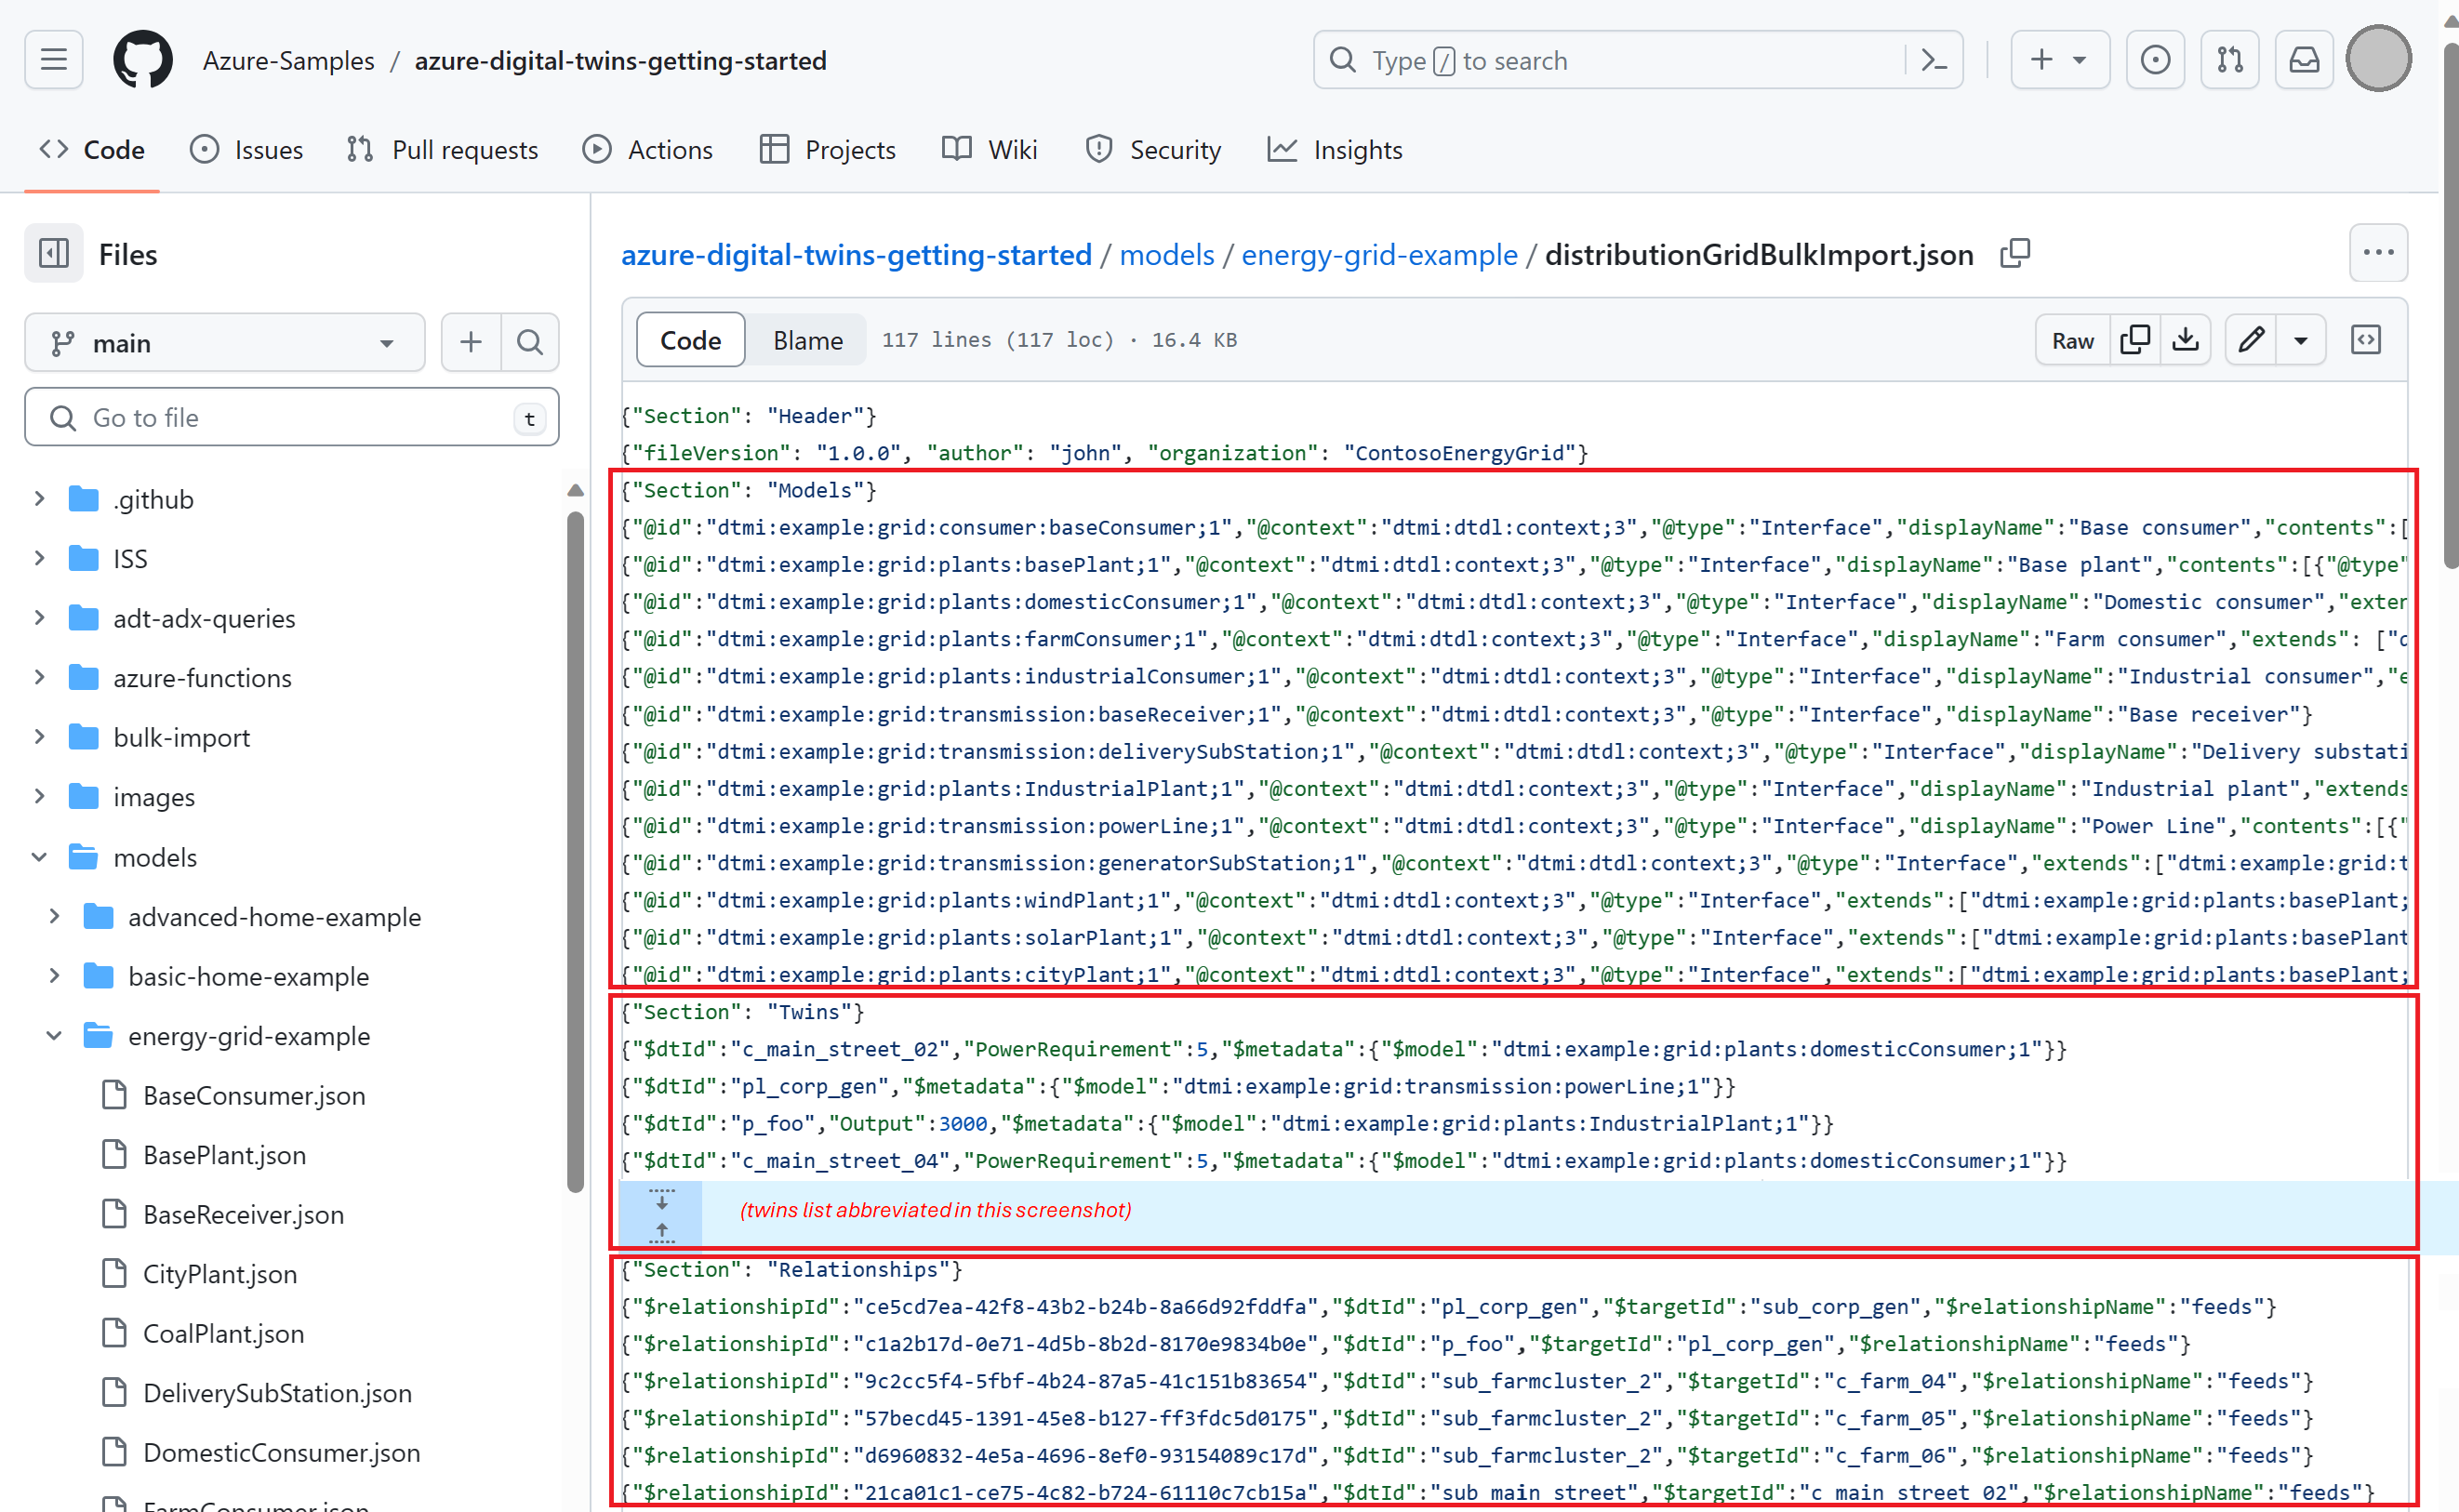 Azure-Samples / azure-digital-twins-getting-started
Type / to search
Code
Issues
Pull requests
Actions
Projects
Wiki
Security
Insights
Files
main
Go to file
t
.github
ISS
adt-adx-queries
azure-functions
bulk-import
images
models
advanced-home-example
basic-home-example
energy-grid-example
BaseConsumer.json
BasePlant.json
BaseReceiver.json
CityPlant.json
CoalPlant.json
DeliverySubStation.json
DomesticConsumer.json
FarmConsumer.json
azure-digital-twins-getting-started / models / energy-grid-example / distributionGridBulkImport.json
Code
Blame
117 lines (117 loc) · 16.4 KB
Raw
{"Section": "Header"}
{"fileVersion": "1.0.0", "author": "john", "organization": "ContosoEnergyGrid"}
{"Section": "Models"}
{"@id":"dtmi:example:grid:consumer:baseConsumer;1","@context":"dtmi:dtdl:context;3","@type":"Interface","displayName":"Base consumer","contents":[
{"@id":"dtmi:example:grid:plants:basePlant;1","@context":"dtmi:dtdl:context;3","@type":"Interface","displayName":"Base plant","contents":[{"@type"
{"@id":"dtmi:example:grid:plants:domesticConsumer;1","@context":"dtmi:dtdl:context;3","@type":"Interface","displayName":"Domestic consumer","exten
{"@id":"dtmi:example:grid:plants:farmConsumer;1","@context":"dtmi:dtdl:context;3","@type":"Interface","displayName":"Farm consumer","extends": ["d
{"@id":"dtmi:example:grid:plants:industrialConsumer;1","@context":"dtmi:dtdl:context;3","@type":"Interface","displayName":"Industrial consumer","e
{"@id":"dtmi:example:grid:transmission:baseReceiver;1","@context":"dtmi:dtdl:context;3","@type":"Interface","displayName":"Base receiver"}
{"@id":"dtmi:example:grid:transmission:deliverySubStation;1","@context":"dtmi:dtdl:context;3","@type":"Interface","displayName":"Delivery substati
{"@id":"dtmi:example:grid:plants:IndustrialPlant;1","@context":"dtmi:dtdl:context;3","@type":"Interface","displayName":"Industrial plant","extends
{"@id":"dtmi:example:grid:transmission:powerLine;1","@context":"dtmi:dtdl:context;3","@type":"Interface","displayName":"Power Line","contents":[{"
{"@id":"dtmi:example:grid:transmission:generatorSubStation;1","@context":"dtmi:dtdl:context;3","@type":"Interface","extends":["dtmi:example:grid:t
{"@id":"dtmi:example:grid:plants:windPlant;1","@context":"dtmi:dtdl:context;3","@type":"Interface","extends":["dtmi:example:grid:plants:basePlant;
{"@id":"dtmi:example:grid:plants:solarPlant;1","@context":"dtmi:dtdl:context;3","@type":"Interface","extends":["dtmi:example:grid:plants:basePlant
{"@id":"dtmi:example:grid:plants:cityPlant;1","@context":"dtmi:dtdl:context;3","@type":"Interface","extends":["dtmi:example:grid:plants:basePlant;
{"Section": "Twins"}
{"$dtId":"c_main_street_02","PowerRequirement":5,"$metadata":{"$model":"dtmi:example:grid:plants:domesticConsumer;1"}}
{"$dtId":"pl_corp_gen","$metadata":{"$model":"dtmi:example:grid:transmission:powerLine;1"}}
{"$dtId":"p_foo","Output":3000,"$metadata":{"$model":"dtmi:example:grid:plants:IndustrialPlant;1"}}
{"$dtId":"c_main_street_04","PowerRequirement":5,"$metadata":{"$model":"dtmi:example:grid:plants:domesticConsumer;1"}}
(twins list abbreviated in this screenshot)
{"Section": "Relationships"}
{"$relationshipId":"ce5cd7ea-42f8-43b2-b24b-8a66d92fddfa","$dtId":"pl_corp_gen","$targetId":"sub_corp_gen","$relationshipName":"feeds"}
{"$relationshipId":"c1a2b17d-0e71-4d5b-8b2d-8170e9834b0e","$dtId":"p_foo","$targetId":"pl_corp_gen","$relationshipName":"feeds"}
{"$relationshipId":"9c2cc5f4-5fbf-4b24-87a5-41c151b83654","$dtId":"sub_farmcluster_2","$targetId":"c_farm_04","$relationshipName":"feeds"}
{"$relationshipId":"57becd45-1391-45e8-b127-ff3fdc5d0175","$dtId":"sub_farmcluster_2","$targetId":"c_farm_05","$relationshipName":"feeds"}
{"$relationshipId":"d6960832-4e5a-4696-8ef0-93154089c17d","$dtId":"sub_farmcluster_2","$targetId":"c_farm_06","$relationshipName":"feeds"}
{"$relationshipId":"21ca01c1-ce75-4c82-b724-61110c7cb15a","$dtId":"sub_main_street","$targetId":"c_main_street_02","$relationshipName":"feeds"}